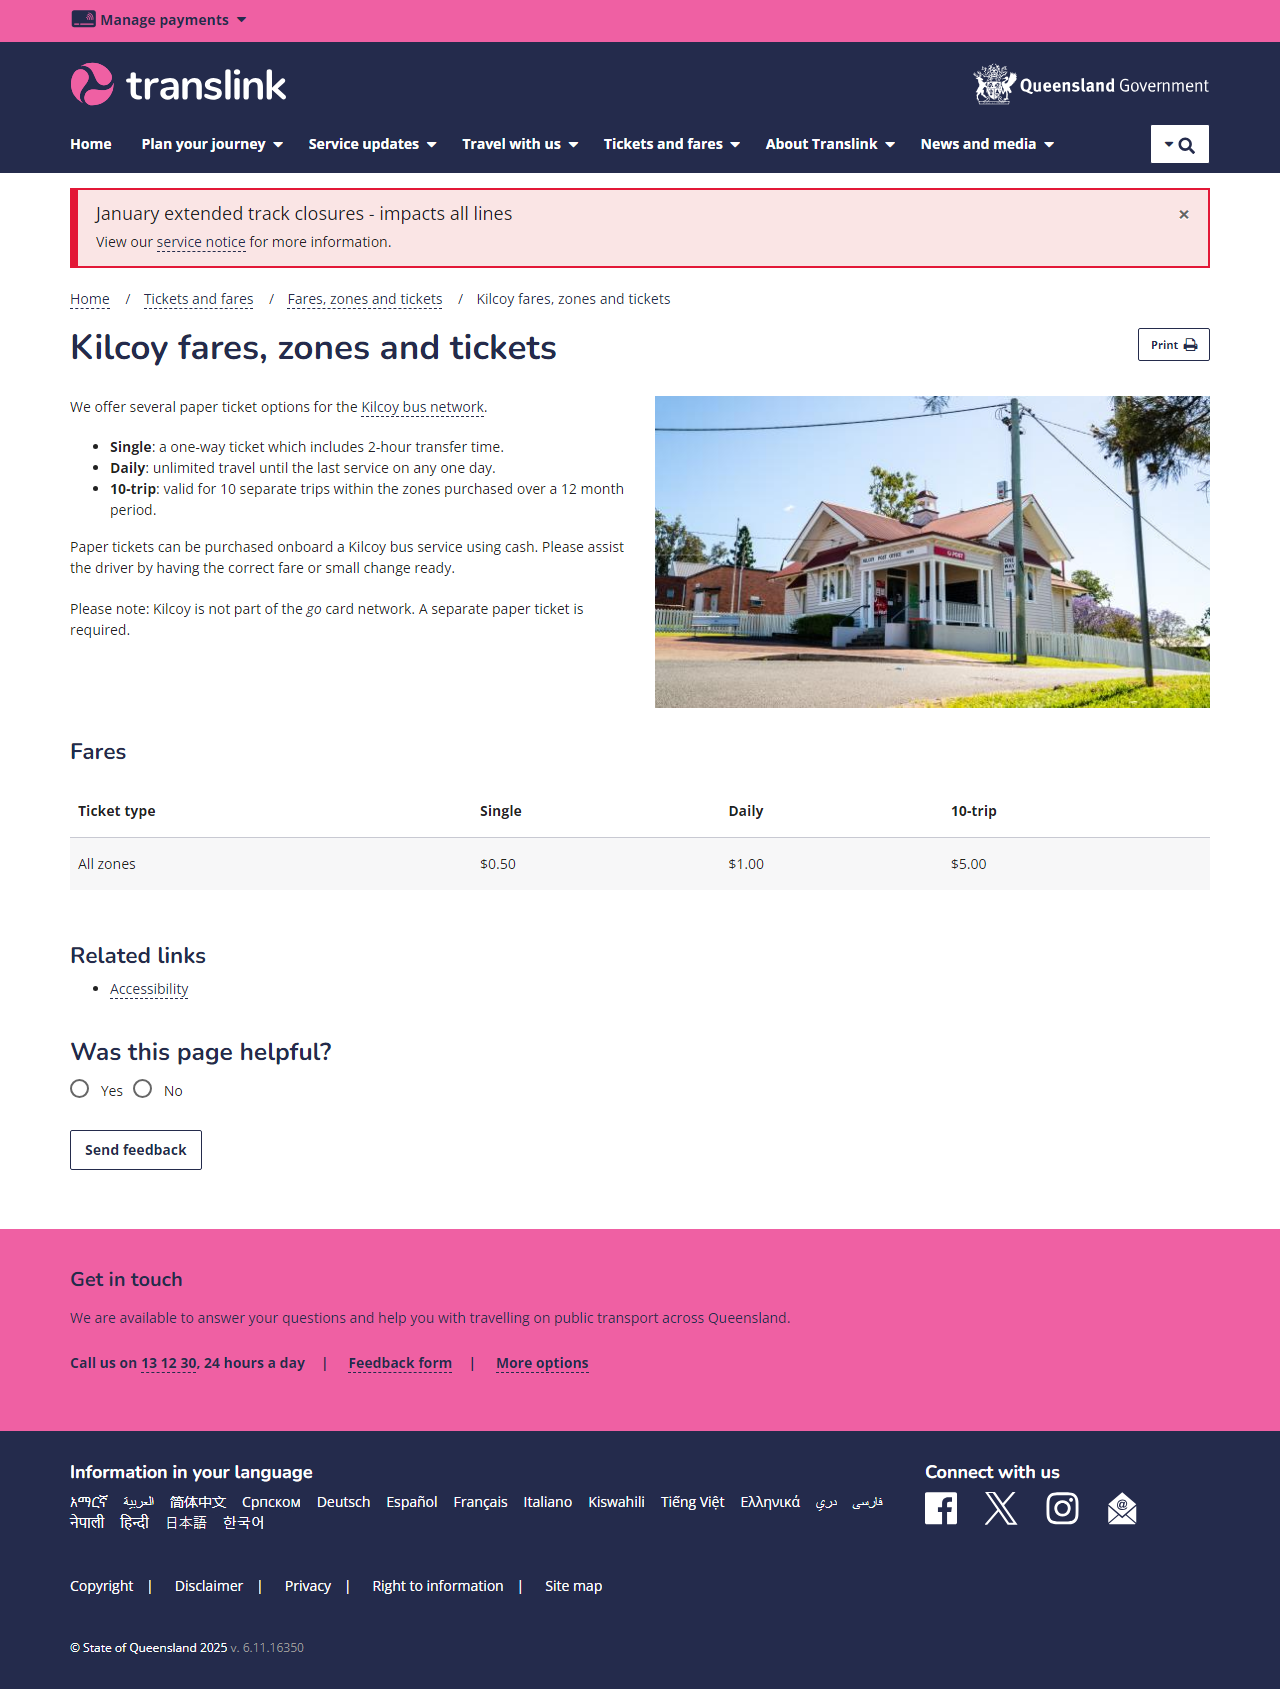 Manage payments
translink
Queensland Government
Home Plan your journey Service updates Travel with us Tickets and fares About Translink News and media
January extended track closures - impacts all lines ×
View our service notice for more information.
Home / Tickets and fares / Fares, zones and tickets / Kilcoy fares, zones and tickets
Kilcoy fares, zones and tickets
Print
We offer several paper ticket options for the Kilcoy bus network.
• Single: a one-way ticket which includes 2-hour transfer time.
• Daily: unlimited travel until the last service on any one day.
• 10-trip: valid for 10 separate trips within the zones purchased over a 12 month
period.
Paper tickets can be purchased onboard a Kilcoy bus service using cash. Please assist
the driver by having the correct fare or small change ready.
Please note: Kilcoy is not part of the go card network. A separate paper ticket is
required.
KILCOY POST OFFICE
POST
ONE WAY
Fares
Ticket type Single Daily 10-trip
All zones $0.50 $1.00 $5.00
Related links
• Accessibility
Was this page helpful?
Yes No
Send feedback
Get in touch
We are available to answer your questions and help you with travelling on public transport across Queensland.
Call us on 13 12 30, 24 hours a day | Feedback form | More options
Information in your language
አማርኛ العربية 简体中文 Српском Deutsch Español Français Italiano Kiswahili Tiếng Việt Ελληνικά دري فارسی
नेपाली हिन्दी 日本語 한국어
Connect with us
Copyright | Disclaimer | Privacy | Right to information | Site map
© State of Queensland 2025 v. 6.11.16350